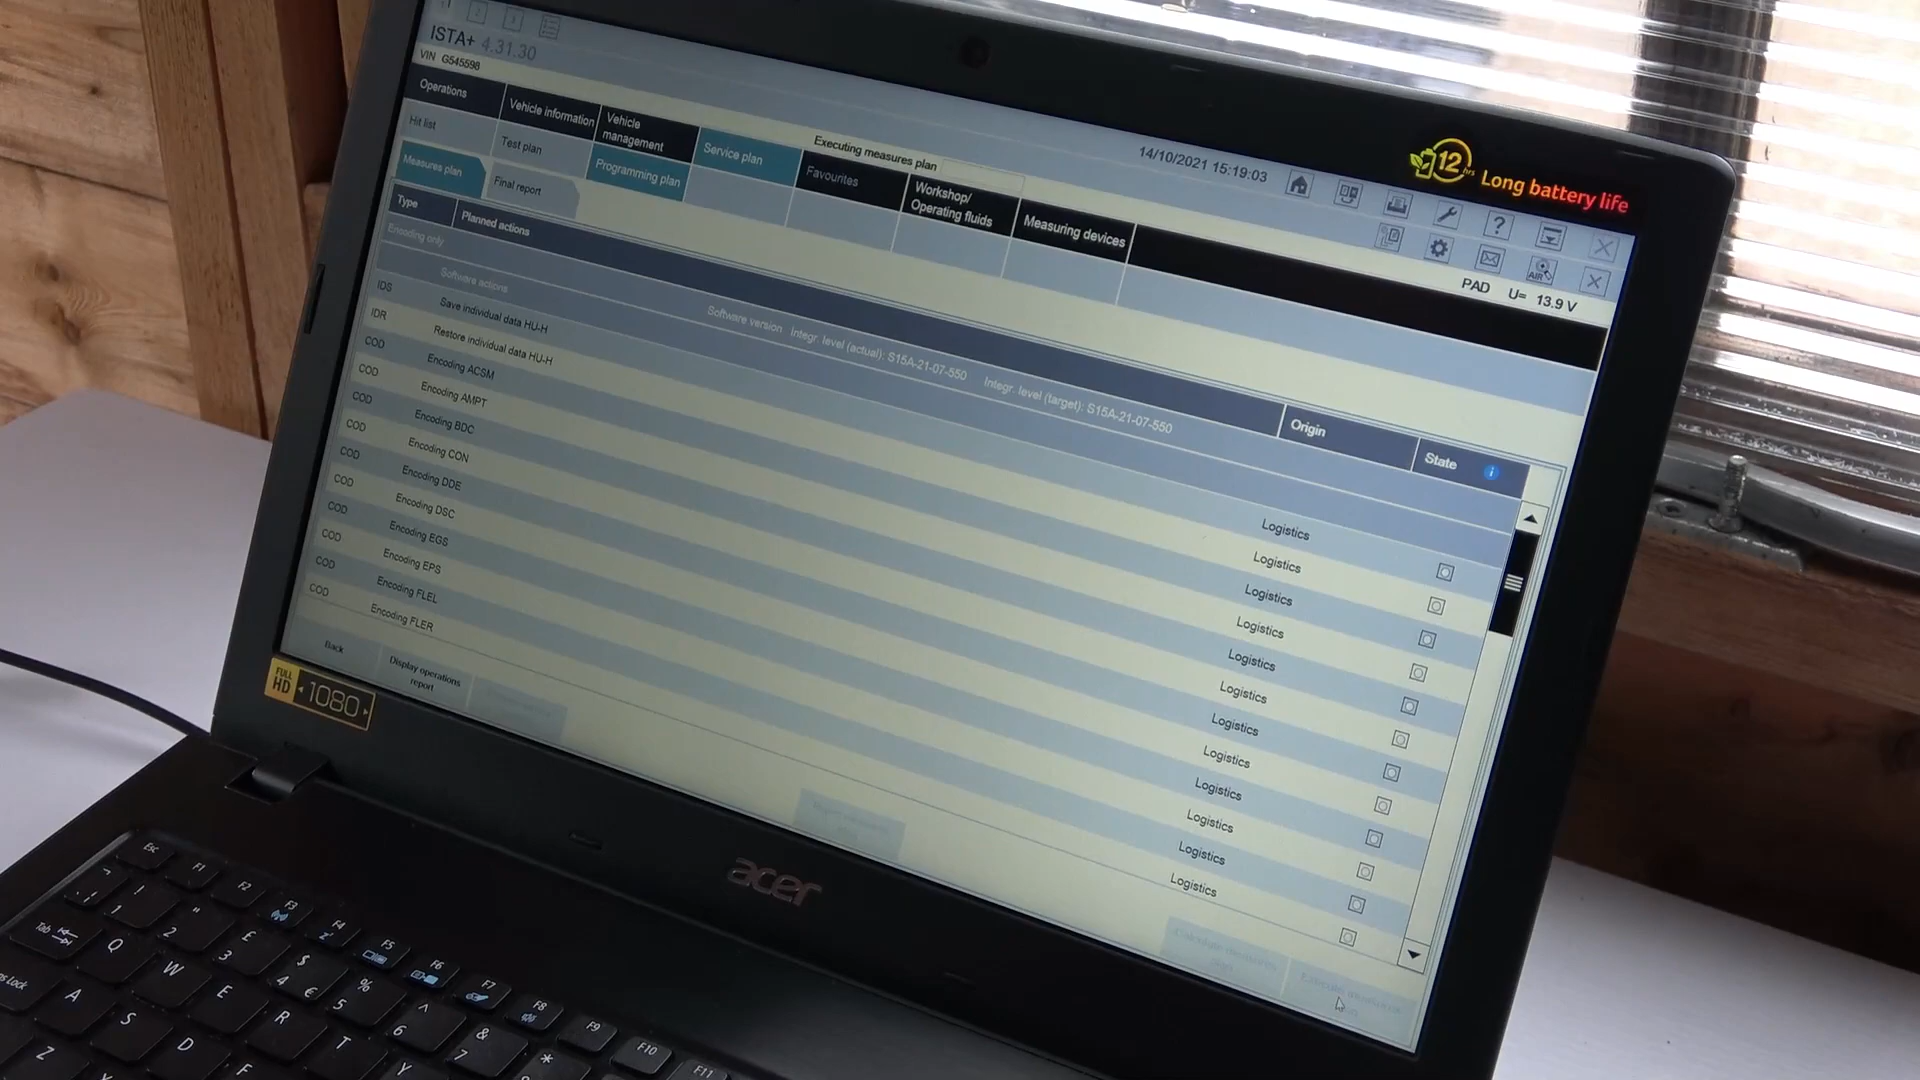 ISTA+ 4.31.30
VIN G545598
14/10/2021 15:19:03
PAD U= 13.9 V
Operations
Vehicle information
Vehicle
management
Service plan
Executing measures plan
Favourites
Workshop/
Operating fluids
Measuring devices
Hit list
Test plan
Programming plan
Measures plan
Final report
Type
Planned actions
Origin
State
Encoding only
Software actions
Software version Integr. level (actual): S15A-21-07-550 Integr. level (target): S15A-21-07-550
IDS Save individual data HU-H Logistics
IDR Restore individual data HU-H Logistics
COD Encoding ACSM Logistics
COD Encoding AMPT Logistics
COD Encoding BDC Logistics
COD Encoding CON Logistics
COD Encoding DDE Logistics
COD Encoding DSC Logistics
COD Encoding EGS Logistics
COD Encoding EPS Logistics
COD Encoding FLEL Logistics
COD Encoding FLER Logistics
Back
Display operations
report
12 hrs Long battery life
FULL
HD 1080
acer
Esc F1 F2 F3 F4 F5 F6 F7 F8 F9 F10 F11
! 1 " 2 £ 3 $ 4 € % 5 ^ 6 & 7 *
Tab Q W E R T Y
A S D F
Z